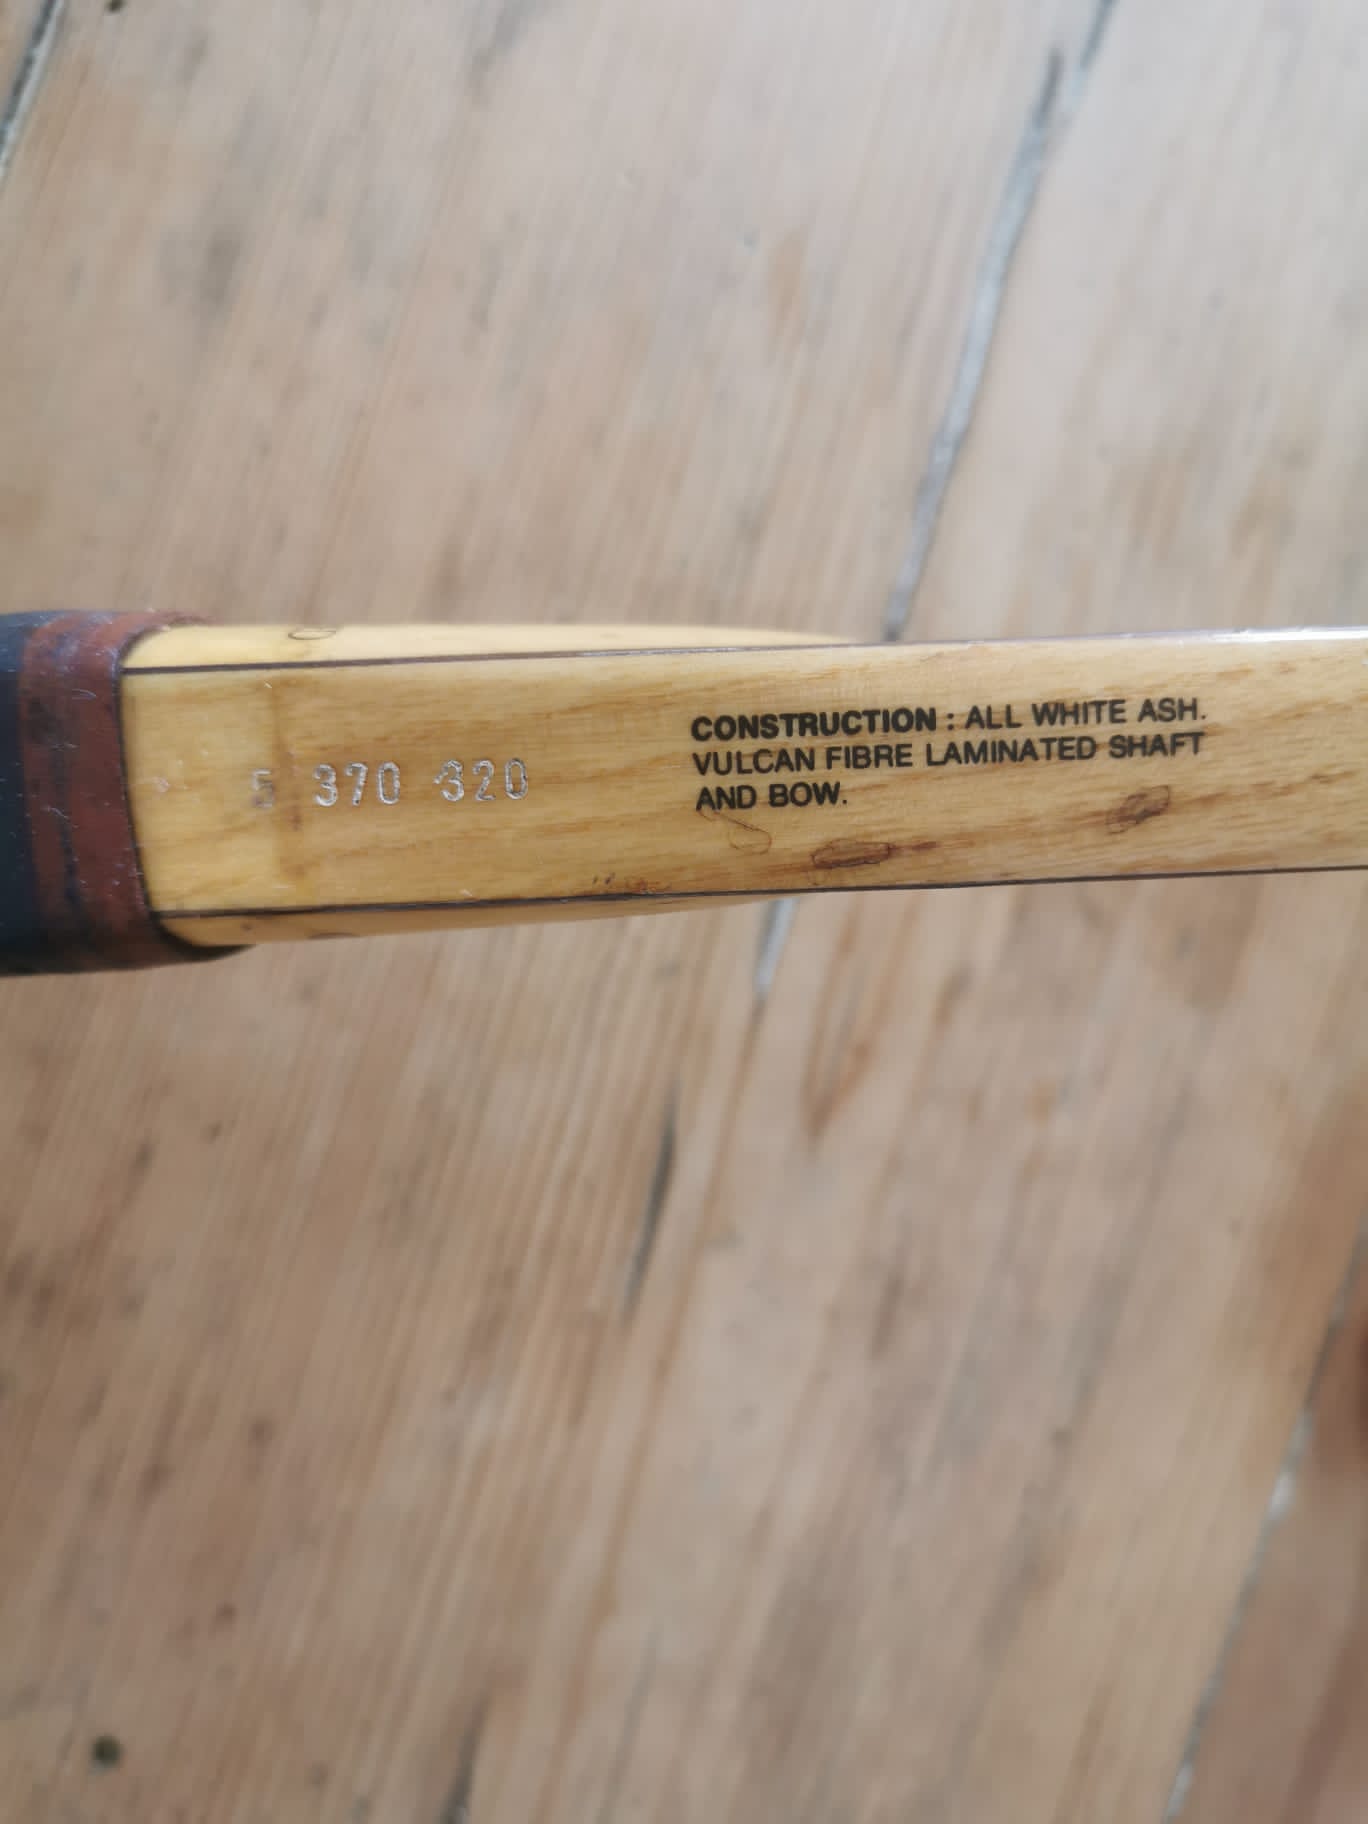 5 370 320
CONSTRUCTION : ALL WHITE ASH.
VULCAN FIBRE LAMINATED SHAFT
AND BOW.